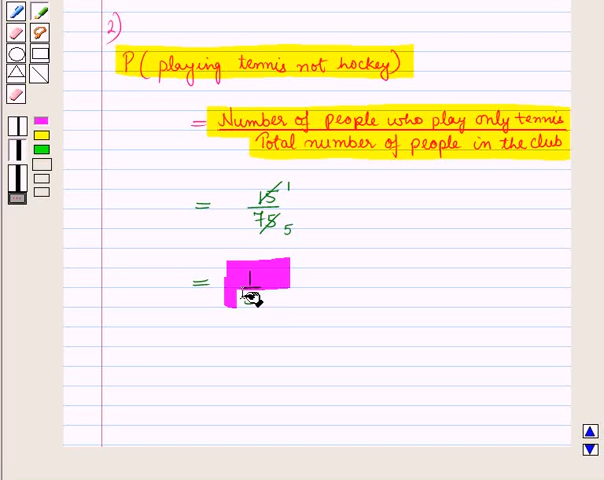 2)
P( playing tennis not hockey)
= Number of people who play only tennis
Total number of people in the club
= 15 1
75 5
= 1